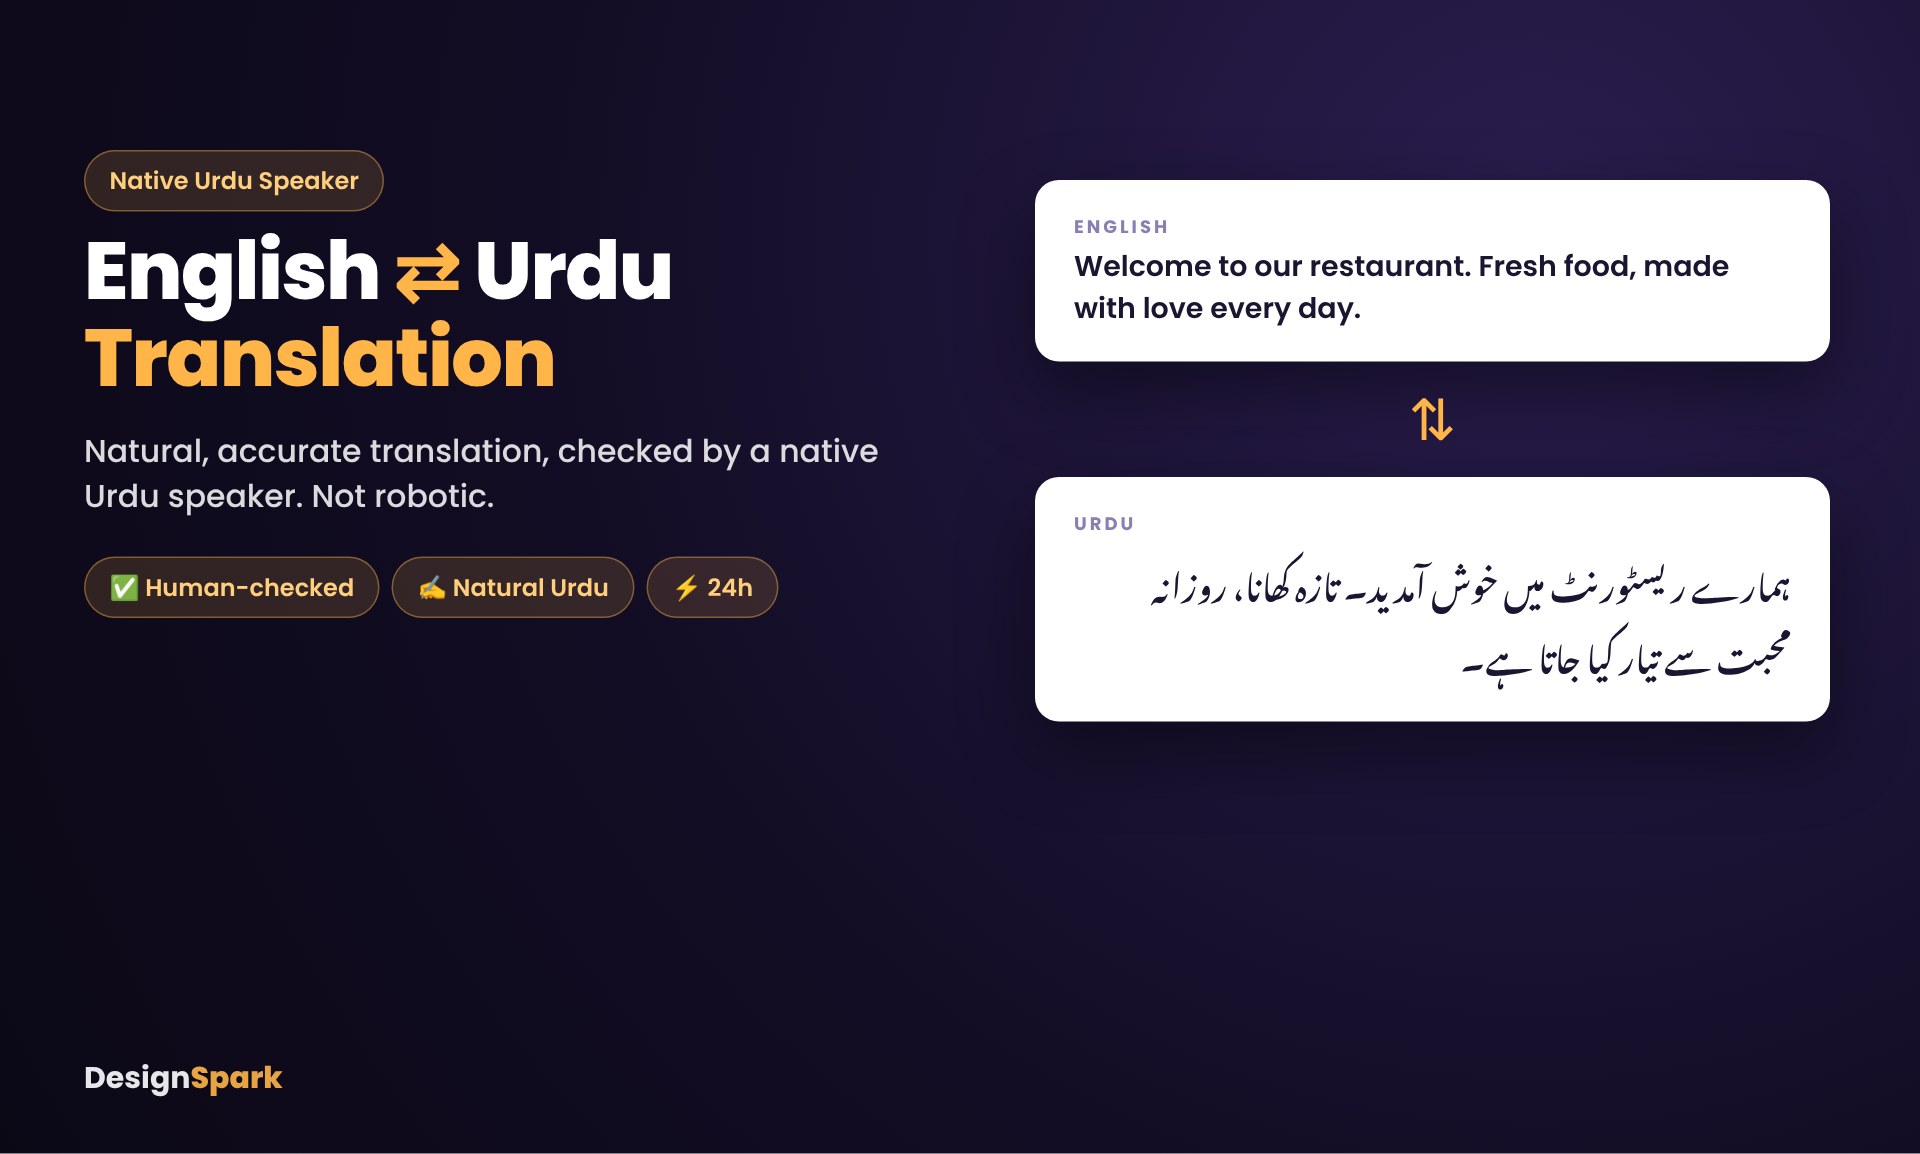 Native Urdu Speaker
English ⇄ Urdu
Translation
Natural, accurate translation, checked by a native
Urdu speaker. Not robotic.
✅ Human-checked
✍️ Natural Urdu
⚡ 24h
DesignSpark
ENGLISH
Welcome to our restaurant. Fresh food, made
with love every day.
⇅
URDU
ہمارے ریسٹورنٹ میں خوش آمدید۔ تازہ کھانا، روزانہ
محبت سے تیار کیا جاتا ہے۔